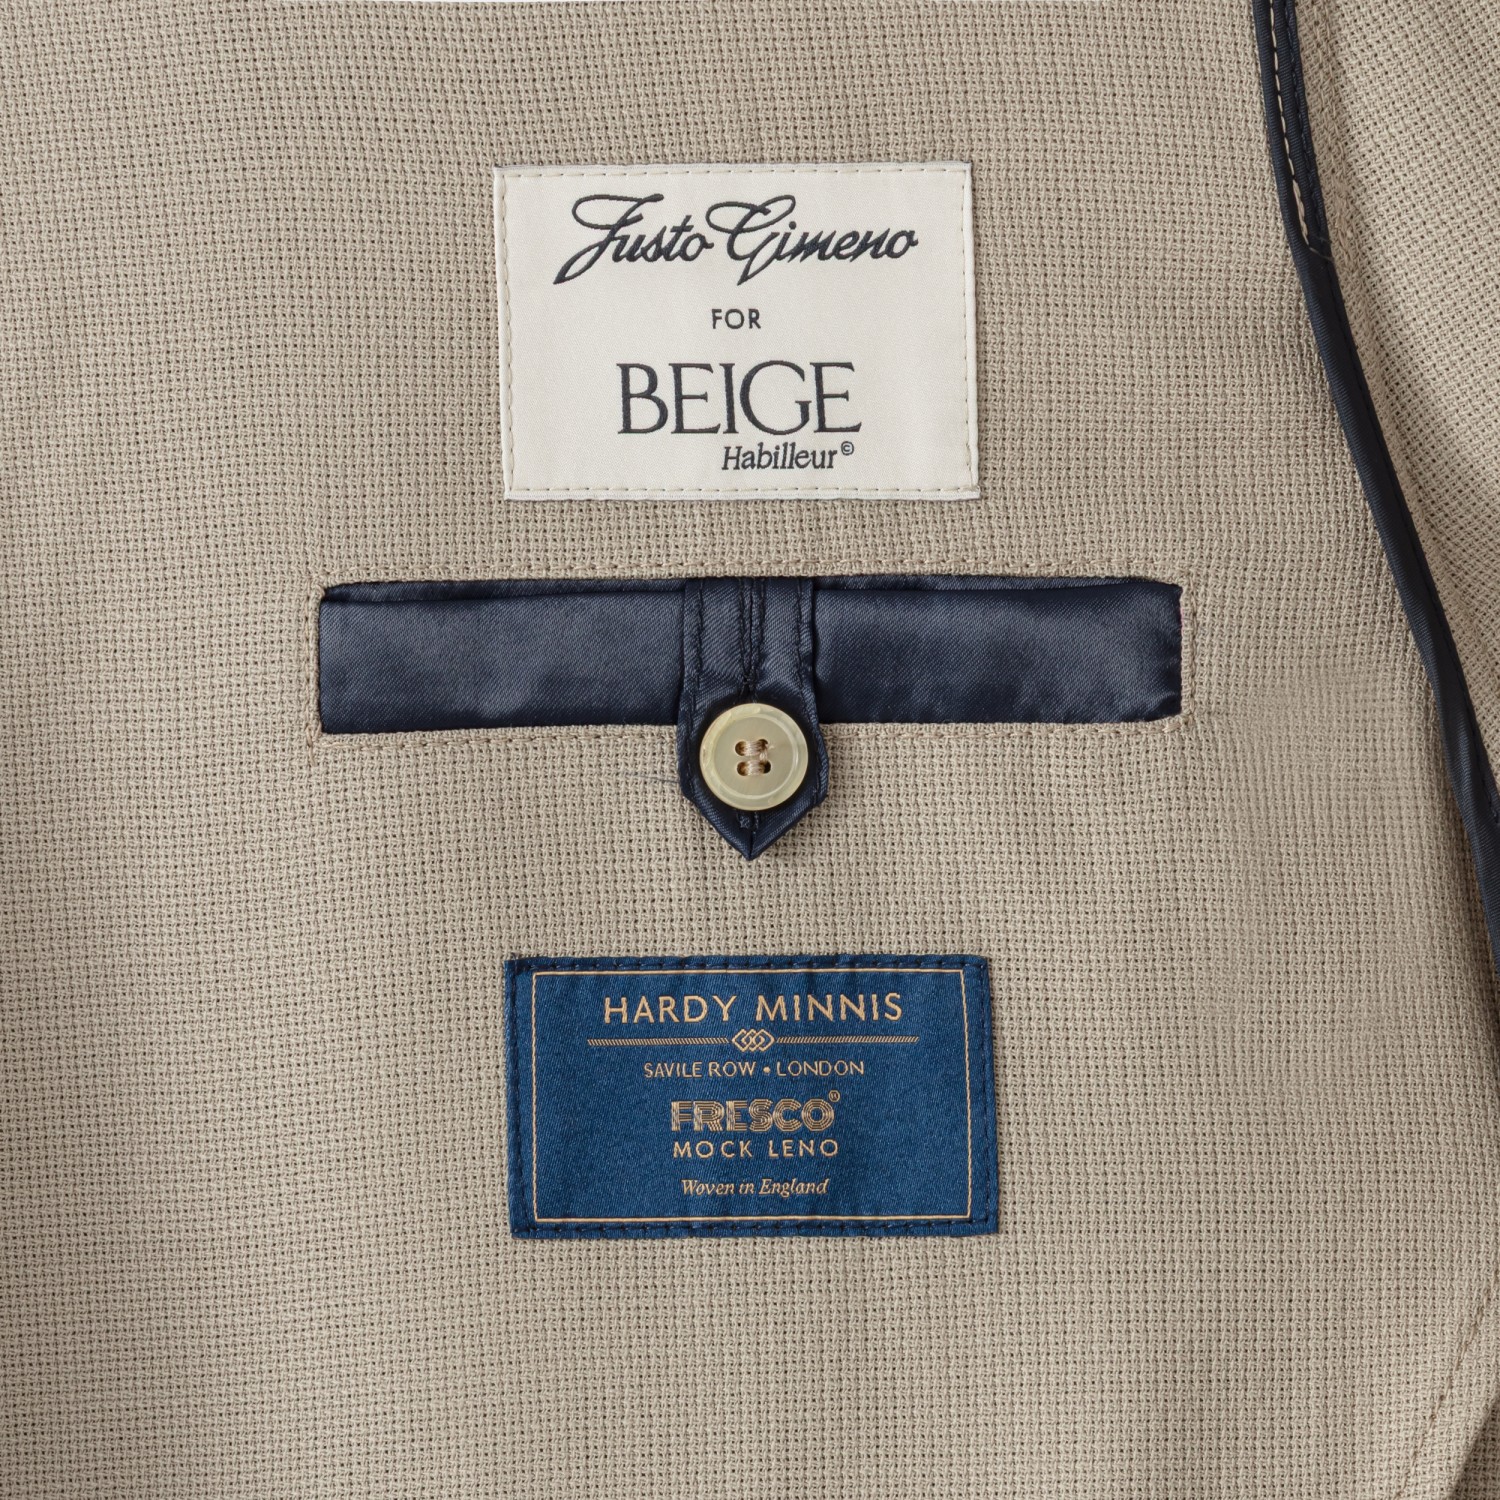 Justo Gimeno
FOR
BEIGE
Habilleur©
HARDY MINNIS
SAVILE ROW • LONDON
FRESCO®
MOCK LENO
Woven in England